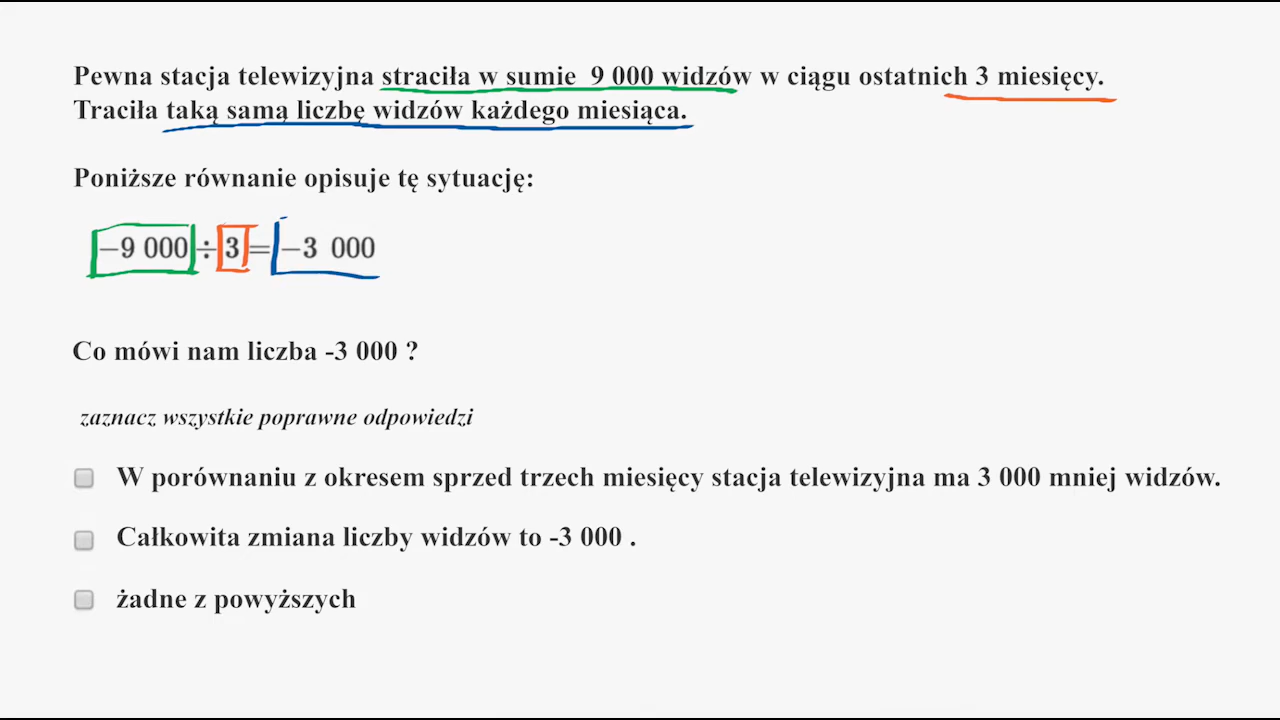 Pewna stacja telewizyjna straciła w sumie 9 000 widzów w ciągu ostatnich 3 miesięcy.
Traciła taką samą liczbę widzów każdego miesiąca.
Poniższe równanie opisuje tę sytuację:
−9 000 ÷ 3 = −3 000
Co mówi nam liczba -3 000 ?
zaznacz wszystkie poprawne odpowiedzi
W porównaniu z okresem sprzed trzech miesięcy stacja telewizyjna ma 3 000 mniej widzów.
Całkowita zmiana liczby widzów to -3 000 .
żadne z powyższych